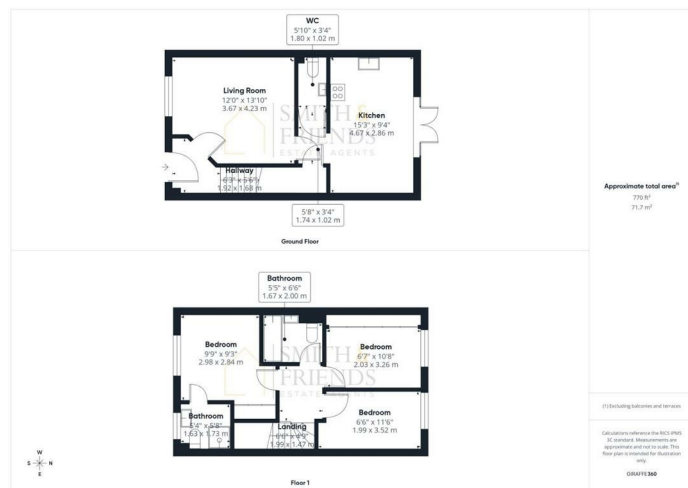 WC
5'10" x 3'4"
1.80 x 1.02 m
Living Room
12'0" x 13'10"
3.67 x 4.23 m
Kitchen
15'3" x 9'4"
4.67 x 2.86 m
SMITH &
FRIENDS
ESTATE AGENTS
Hallway
6'3" x 5'6"
1.92 x 1.68 m
5'8" x 3'4"
1.74 x 1.02 m
Ground Floor
Approximate total area(1)
770 ft²
71.7 m²
Bathroom
5'5" x 6'6"
1.67 x 2.00 m
Bedroom
9'9" x 9'3"
2.98 x 2.84 m
Bedroom
6'7" x 10'8"
2.03 x 3.26 m
SMITH &
FRIENDS
ESTATE AGENTS
Bathroom
5'4" x 5'8"
1.63 x 1.73 m
Landing
6'6" x 4'9"
1.99 x 1.47 m
Bedroom
6'6" x 11'6"
1.99 x 3.52 m
W
S N
E
Floor 1
(1) Excluding balconies and terraces
Calculations reference the RICS IPMS
3C standard. Measurements are
approximate and not to scale. This
floor plan is intended for illustration
only.
GIRAFFE360